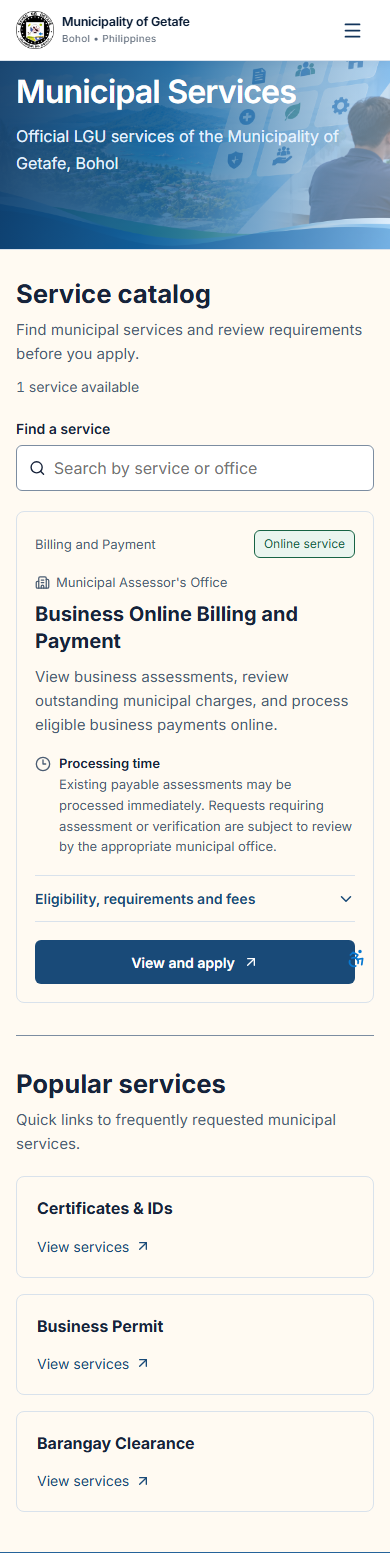 Municipality of Getafe
Bohol • Philippines
Municipal Services
Official LGU services of the Municipality of
Getafe, Bohol
Service catalog
Find municipal services and review requirements
before you apply.
1 service available
Find a service
Search by service or office
Billing and Payment
Online service
Municipal Assessor's Office
Business Online Billing and
Payment
View business assessments, review
outstanding municipal charges, and process
eligible business payments online.
Processing time
Existing payable assessments may be
processed immediately. Requests requiring
assessment or verification are subject to review
by the appropriate municipal office.
Eligibility, requirements and fees
View and apply
Popular services
Quick links to frequently requested municipal
services.
Certificates & IDs
View services
Business Permit
View services
Barangay Clearance
View services